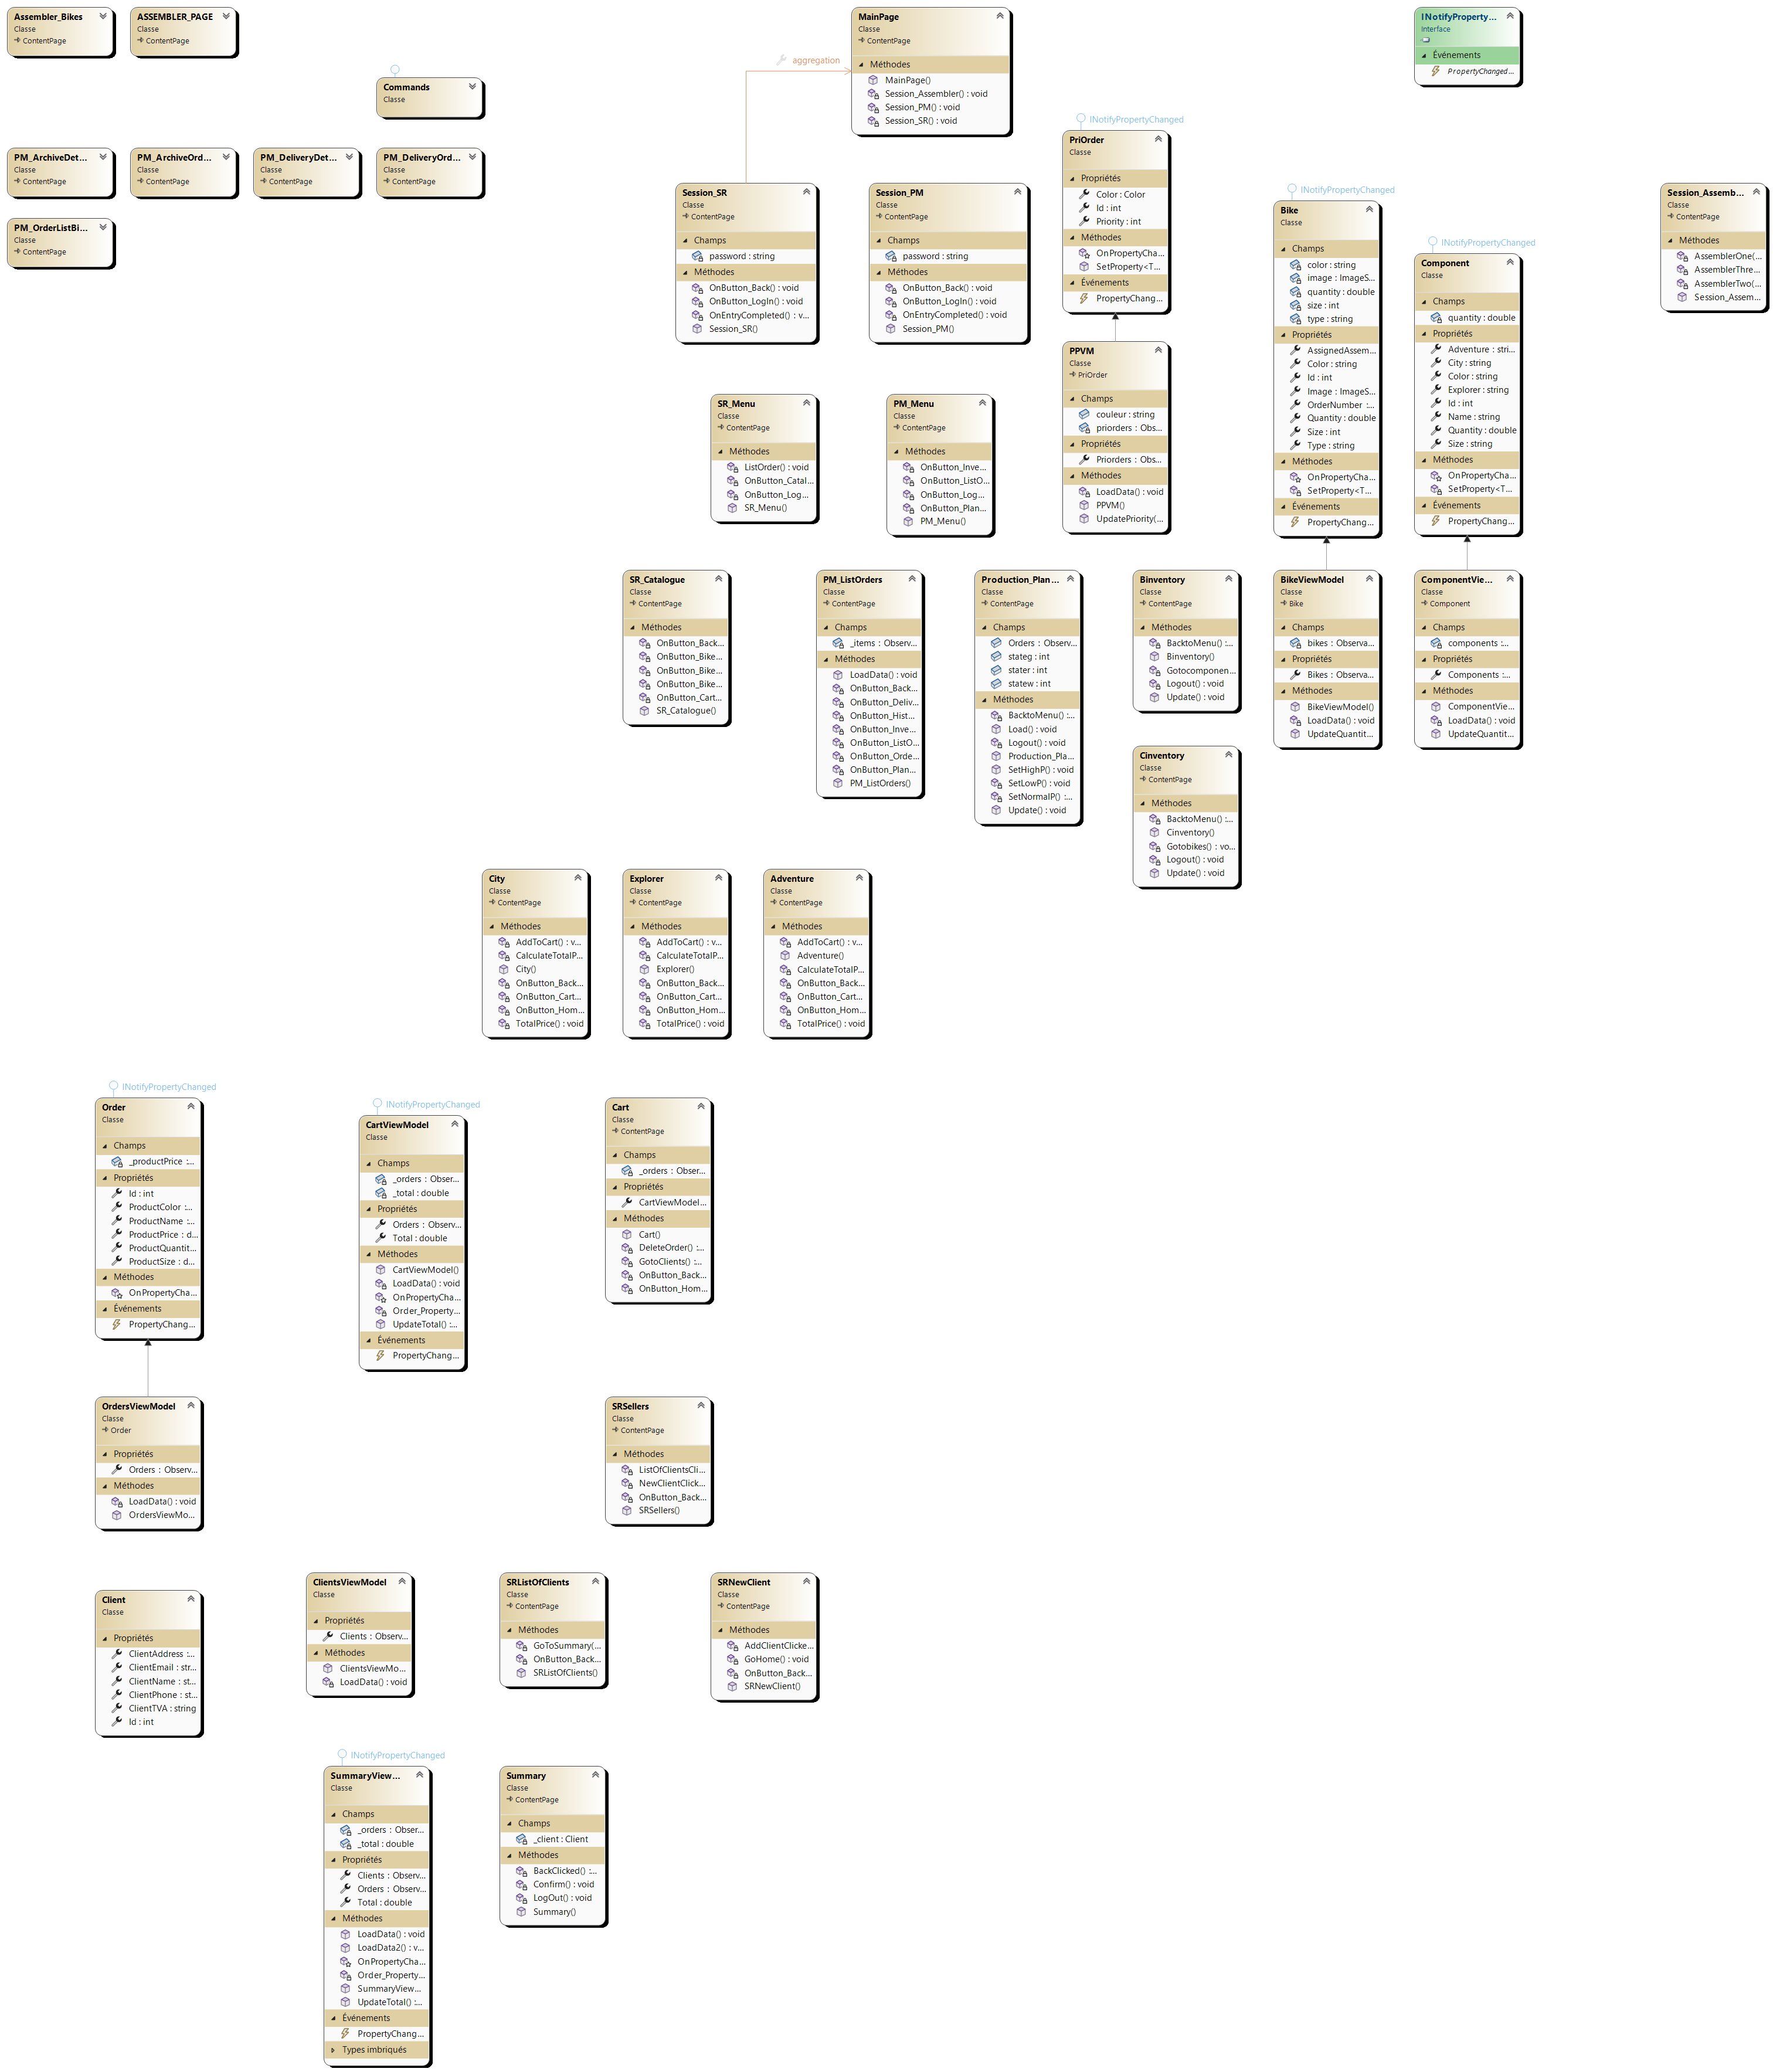 Assembler_Bikes
Classe
ContentPage
ASSEMBLER_PAGE
Classe
ContentPage
Commands
Classe
PM_ArchiveDet...
Classe
ContentPage
PM_ArchiveOrd...
Classe
ContentPage
PM_DeliveryDet...
Classe
ContentPage
PM_DeliveryOrd...
Classe
ContentPage
PM_OrderListBi...
Classe
ContentPage
aggregation
MainPage
Classe
ContentPage
Méthodes
MainPage()
Session_Assembler() : void
Session_PM() : void
Session_SR() : void
INotifyProperty...
Interface
Événements
PropertyChanged...
Session_SR
Classe
ContentPage
Champs
password : string
Méthodes
OnButton_Back() : void
OnButton_LogIn() : void
OnEntryCompleted() : v...
Session_SR()
Session_PM
Classe
ContentPage
Champs
password : string
Méthodes
OnButton_Back() : void
OnButton_LogIn() : void
OnEntryCompleted() : void
Session_PM()
INotifyPropertyChanged
PriOrder
Classe
Propriétés
Color : Color
Id : int
Priority : int
Méthodes
OnPropertyCha...
SetProperty<T...
Événements
PropertyChang...
INotifyPropertyChanged
Bike
Classe
Champs
color : string
image : ImageS...
quantity : double
size : int
type : string
Propriétés
AssignedAssem...
Color : string
Id : int
Image : ImageS...
OrderNumber :...
Quantity : double
Size : int
Type : string
Méthodes
OnPropertyCha...
SetProperty<T...
Événements
PropertyChang...
INotifyPropertyChanged
Component
Classe
Champs
quantity : double
Propriétés
Adventure : stri...
City : string
Color : string
Explorer : string
Id : int
Name : string
Quantity : double
Size : string
Méthodes
OnPropertyCha...
SetProperty<T...
Événements
PropertyChang...
Session_Assemb...
Classe
ContentPage
Méthodes
AssemblerOne(...
AssemblerThre...
AssemblerTwo(...
Session_Assem...
PPVM
Classe
PriOrder
Champs
couleur : string
priorders : Obs...
Propriétés
Priorders : Obs...
Méthodes
LoadData() : void
PPVM()
UpdatePriority(...
SR_Menu
Classe
ContentPage
Méthodes
ListOrder() : void
OnButton_Catal...
OnButton_Log...
SR_Menu()
PM_Menu
Classe
ContentPage
Méthodes
OnButton_Inve...
OnButton_ListO...
OnButton_Log...
OnButton_Plan...
PM_Menu()
SR_Catalogue
Classe
ContentPage
Méthodes
OnButton_Back...
OnButton_Bike...
OnButton_Bike...
OnButton_Bike...
OnButton_Cart...
SR_Catalogue()
PM_ListOrders
Classe
ContentPage
Champs
_items : Observ...
Méthodes
LoadData() : void
OnButton_Back...
OnButton_Deliv...
OnButton_Hist...
OnButton_Inve...
OnButton_ListO...
OnButton_Orde...
OnButton_Plan...
PM_ListOrders()
Production_Plan...
Classe
ContentPage
Champs
Orders : Observ...
stateg : int
stater : int
statew : int
Méthodes
BacktoMenu() :...
Load() : void
Logout() : void
Production_Pla...
SetHighP() : void
SetLowP() : void
SetNormalP() :...
Update() : void
Binventory
Classe
ContentPage
Méthodes
BacktoMenu() :...
Binventory()
Gotocomponen...
Logout() : void
Update() : void
BikeViewModel
Classe
Bike
Champs
bikes : Observa...
Propriétés
Bikes : Observa...
Méthodes
BikeViewModel()
LoadData() : void
UpdateQuantit...
ComponentVie...
Classe
Component
Champs
components :...
Propriétés
Components :...
Méthodes
ComponentVie...
LoadData() : void
UpdateQuantit...
Cinventory
Classe
ContentPage
Méthodes
BacktoMenu() :...
Cinventory()
Gotobikes() : vo...
Logout() : void
Update() : void
City
Classe
ContentPage
Méthodes
AddToCart() : v...
CalculateTotalP...
City()
OnButton_Back...
OnButton_Cart...
OnButton_Hom...
TotalPrice() : void
Explorer
Classe
ContentPage
Méthodes
AddToCart() : v...
CalculateTotalP...
Explorer()
OnButton_Back...
OnButton_Cart...
OnButton_Hom...
TotalPrice() : void
Adventure
Classe
ContentPage
Méthodes
AddToCart() : v...
Adventure()
CalculateTotalP...
OnButton_Back...
OnButton_Cart...
OnButton_Hom...
TotalPrice() : void
INotifyPropertyChanged
Order
Classe
Champs
_productPrice :...
Propriétés
Id : int
ProductColor :...
ProductName :...
ProductPrice : d...
ProductQuantit...
ProductSize : d...
Méthodes
OnPropertyCha...
Événements
PropertyChang...
INotifyPropertyChanged
CartViewModel
Classe
Champs
_orders : Obser...
_total : double
Propriétés
Orders : Observ...
Total : double
Méthodes
CartViewModel()
LoadData() : void
OnPropertyCha...
Order_Property...
UpdateTotal() :...
Événements
PropertyChang...
Cart
Classe
ContentPage
Champs
_orders : Obser...
Propriétés
CartViewModel...
Méthodes
Cart()
DeleteOrder() :...
GotoClients() :...
OnButton_Back...
OnButton_Hom...
OrdersViewModel
Classe
Order
Propriétés
Orders : Observ...
Méthodes
LoadData() : void
OrdersViewMo...
SRSellers
Classe
ContentPage
Méthodes
ListOfClientsCli...
NewClientClick...
OnButton_Back...
SRSellers()
Client
Classe
Propriétés
ClientAddress :...
ClientEmail : str...
ClientName : st...
ClientPhone : st...
ClientTVA : string
Id : int
ClientsViewModel
Classe
Propriétés
Clients : Observ...
Méthodes
ClientsViewMo...
LoadData() : void
SRListOfClients
Classe
ContentPage
Méthodes
GoToSummary(...
OnButton_Back...
SRListOfClients()
SRNewClient
Classe
ContentPage
Méthodes
AddClientClicke...
GoHome() : void
OnButton_Back...
SRNewClient()
INotifyPropertyChanged
SummaryView...
Classe
Champs
_orders : Obser...
_total : double
Propriétés
Clients : Observ...
Orders : Observ...
Total : double
Méthodes
LoadData() : void
LoadData2() : v...
OnPropertyCha...
Order_Property...
SummaryView...
UpdateTotal() :...
Événements
PropertyChang...
Types imbriqués
Summary
Classe
ContentPage
Champs
_client : Client
Méthodes
BackClicked() :...
Confirm() : void
LogOut() : void
Summary()